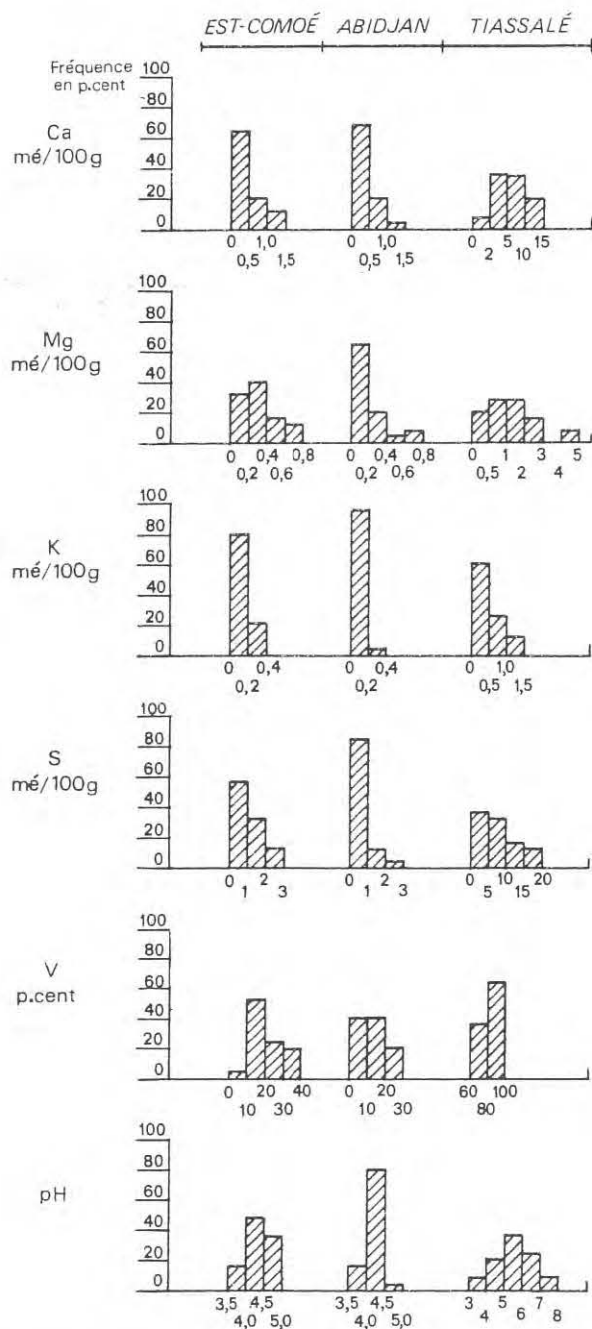 EST-COMOÉ ABIDJAN TIASSALÉ
Fréquence
en p.cent
100
80
60
40
20
0
Ca
mé/100g
0 1,0 0 1,0 0 5 15
0,5 1,5 0,5 1,5 2 10
100
80
60
40
20
0
Mg
mé/100g
0 0,4 0,8 0 0,4 0,8 0 1 3 5
0,2 0,6 0,2 0,6 0,5 2 4
100
80
60
40
20
0
K
mé/100g
0 0,4 0 0,4 0 1,0
0,2 0,2 0,5 1,5
100
80
60
40
20
0
S
mé/100g
0 2 0 2 0 10 20
1 3 1 3 5 15
100
80
60
40
20
0
V
p.cent
0 20 40 0 20 60 100
10 30 10 30 80
100
80
60
40
20
0
pH
3,5 4,5 3,5 4,5 3 5 7
4,0 5,0 4,0 5,0 4 6 8